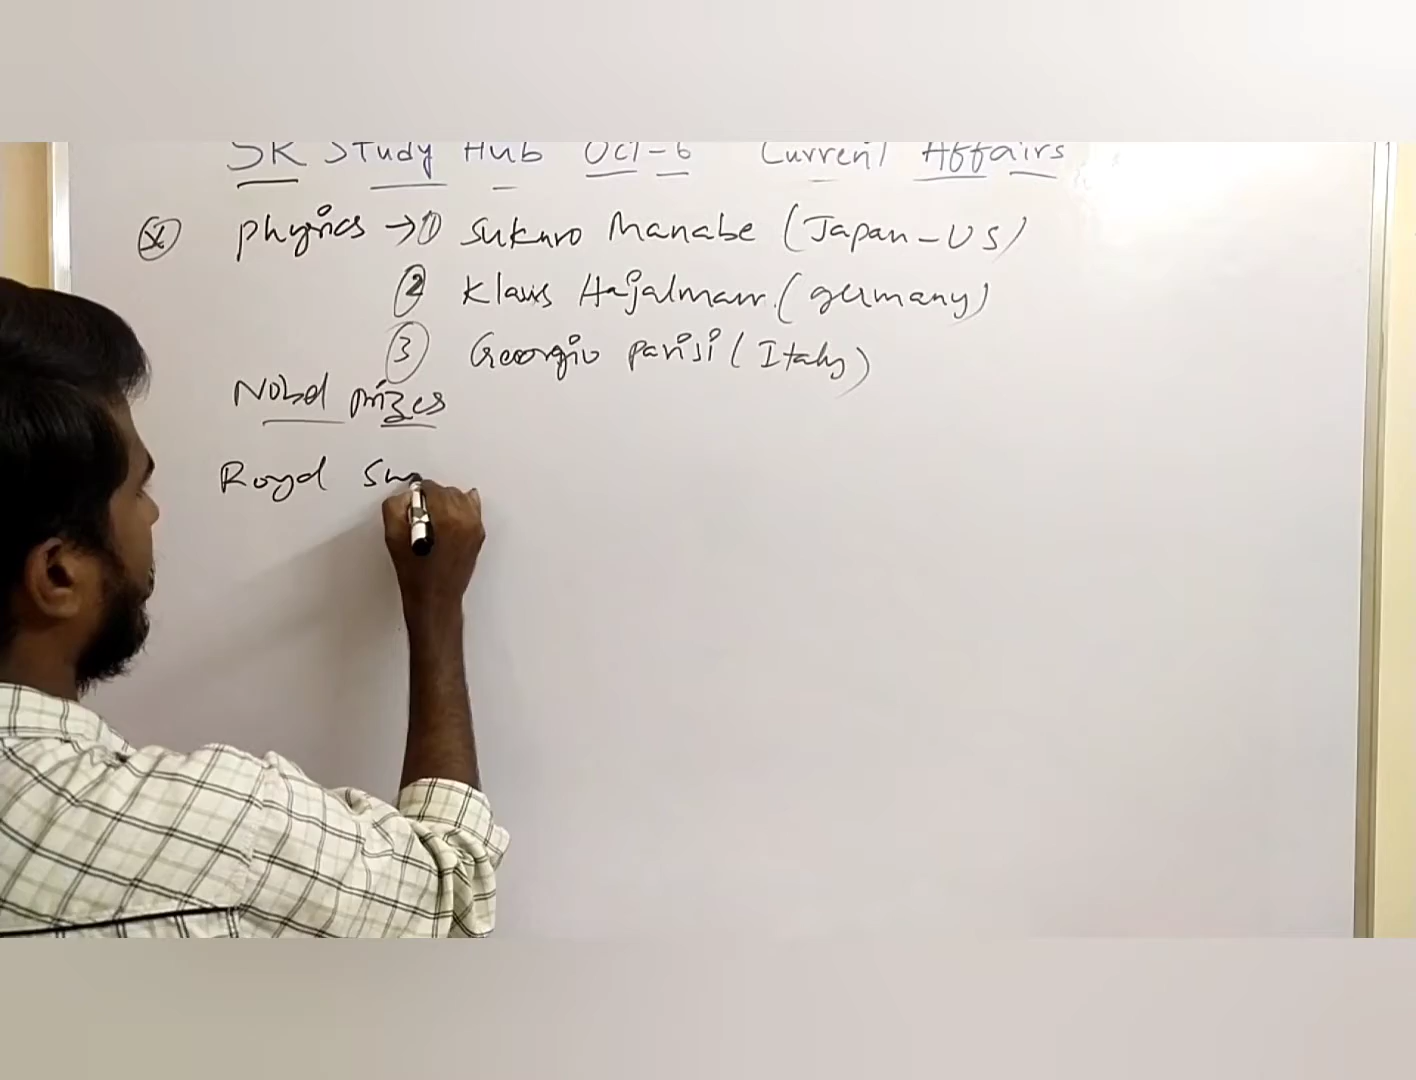 SK Study Hub Oct-6 Current Affairs
Physics → ① Sukuro Manabe (Japan-US)
② Klaus Hajalmann (Germany)
③ Georgio parisi (Italy)
Nobel prizes
Royal Sw